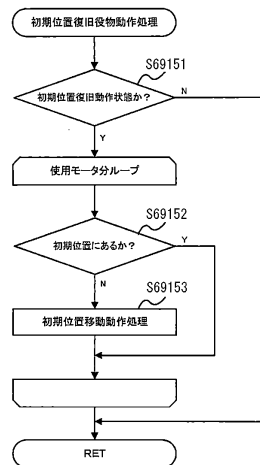 初期位置復旧役物動作処理
S69151
初期位置復旧動作状態か?
N
Y
使用モータ分ループ
S69152
初期位置にあるか?
Y
N
S69153
初期位置移動動作処理
RET